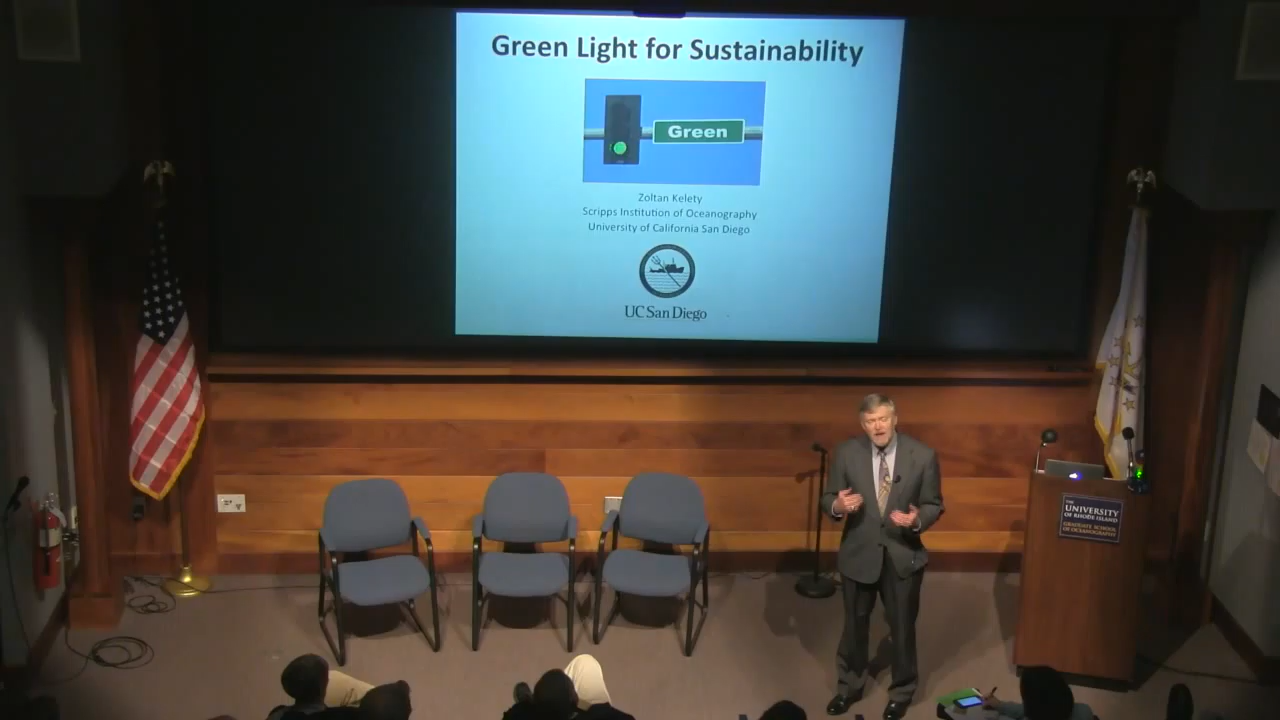 Green Light for Sustainability
Green
Zoltan Kelety
Scripps Institution of Oceanography
University of California San Diego
UC San Diego
THE
UNIVERSITY
OF RHODE ISLAND
GRADUATE SCHOOL
OF OCEANOGRAPHY